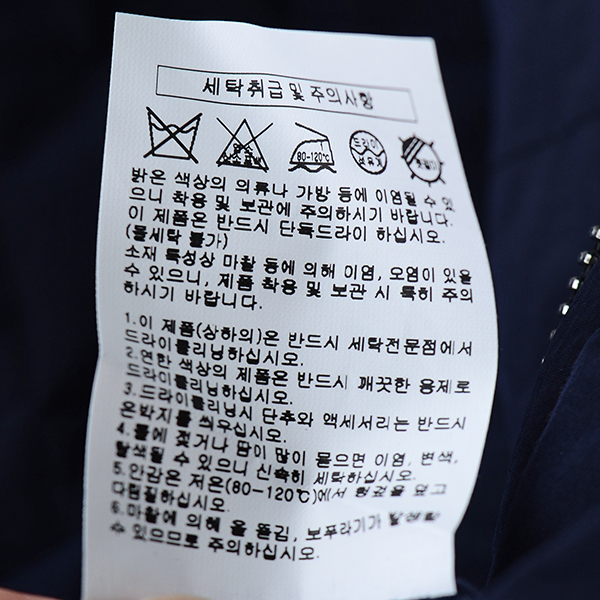 세탁취급 및 주의사항
80-120℃
드라이
석유계
밝은 색상의 의류나 가방 등에 이염될 수 있
으니 착용 및 보관에 주의하시기 바랍니다.
이 제품은 반드시 단독드라이 하십시오.
(물세탁 불가)
소재 특성상 마찰 등에 의해 이염, 오염이 있을
수 있으니, 제품 착용 및 보관 시 특히 주의
하시기 바랍니다.
1.이 제품(상하의)은 반드시 세탁전문점에서
드라이클리닝하십시오.
2.연한 색상의 제품은 반드시 깨끗한 용제로
드라이클리닝하십시오.
3.드라이클리닝시 단추와 액세서리는 반드시
은박지를 씌우십시오.
4.물에 젖거나 땀이 많이 묻으면 이염, 변색,
탈색될 수 있으니 신속히 세탁하십시오.
5.안감은 저온(80-120℃)에서 헝겊을 덮고
다림질하십시오.
6.마찰에 의해 올 뜯김, 보푸라기가 발생할
수 있으므로 주의하십시오.